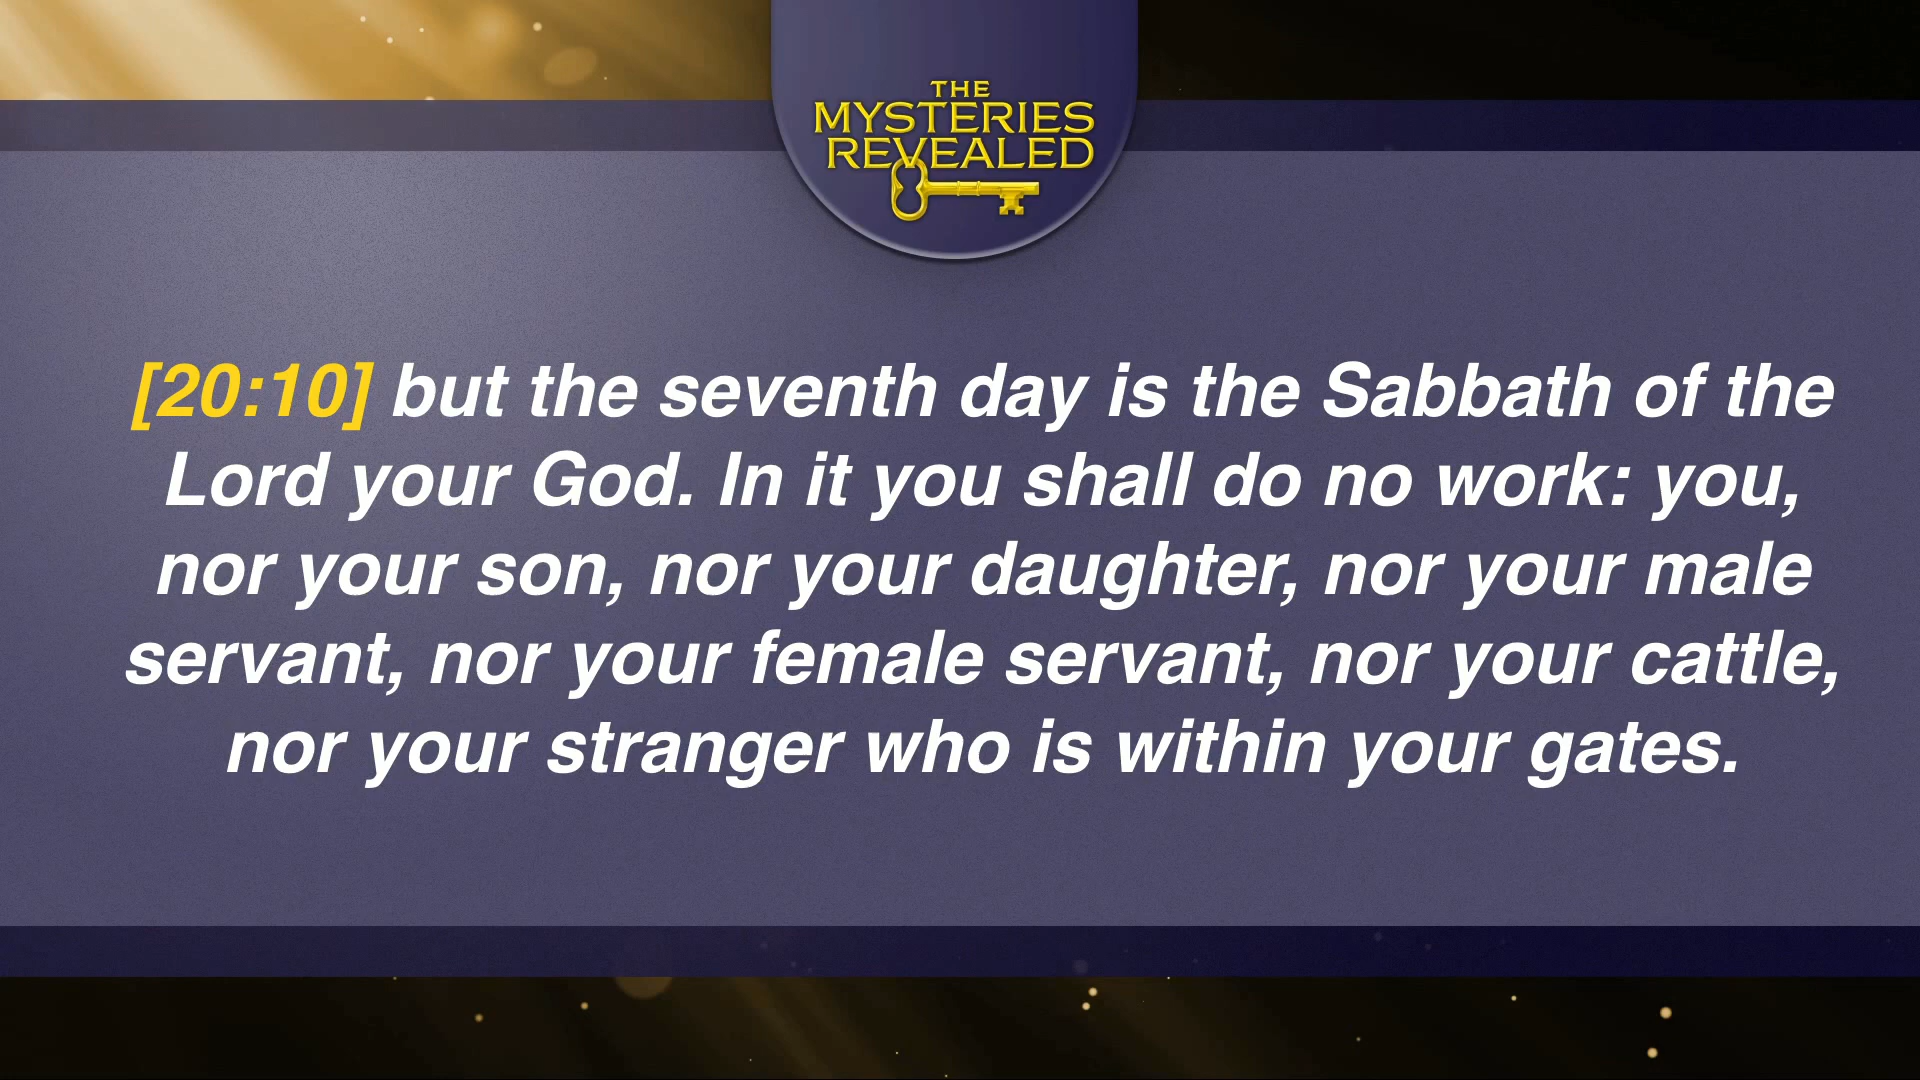 THE
MYSTERIES
REVEALED
[20:10] but the seventh day is the Sabbath of the
Lord your God. In it you shall do no work: you,
nor your son, nor your daughter, nor your male
servant, nor your female servant, nor your cattle,
nor your stranger who is within your gates.